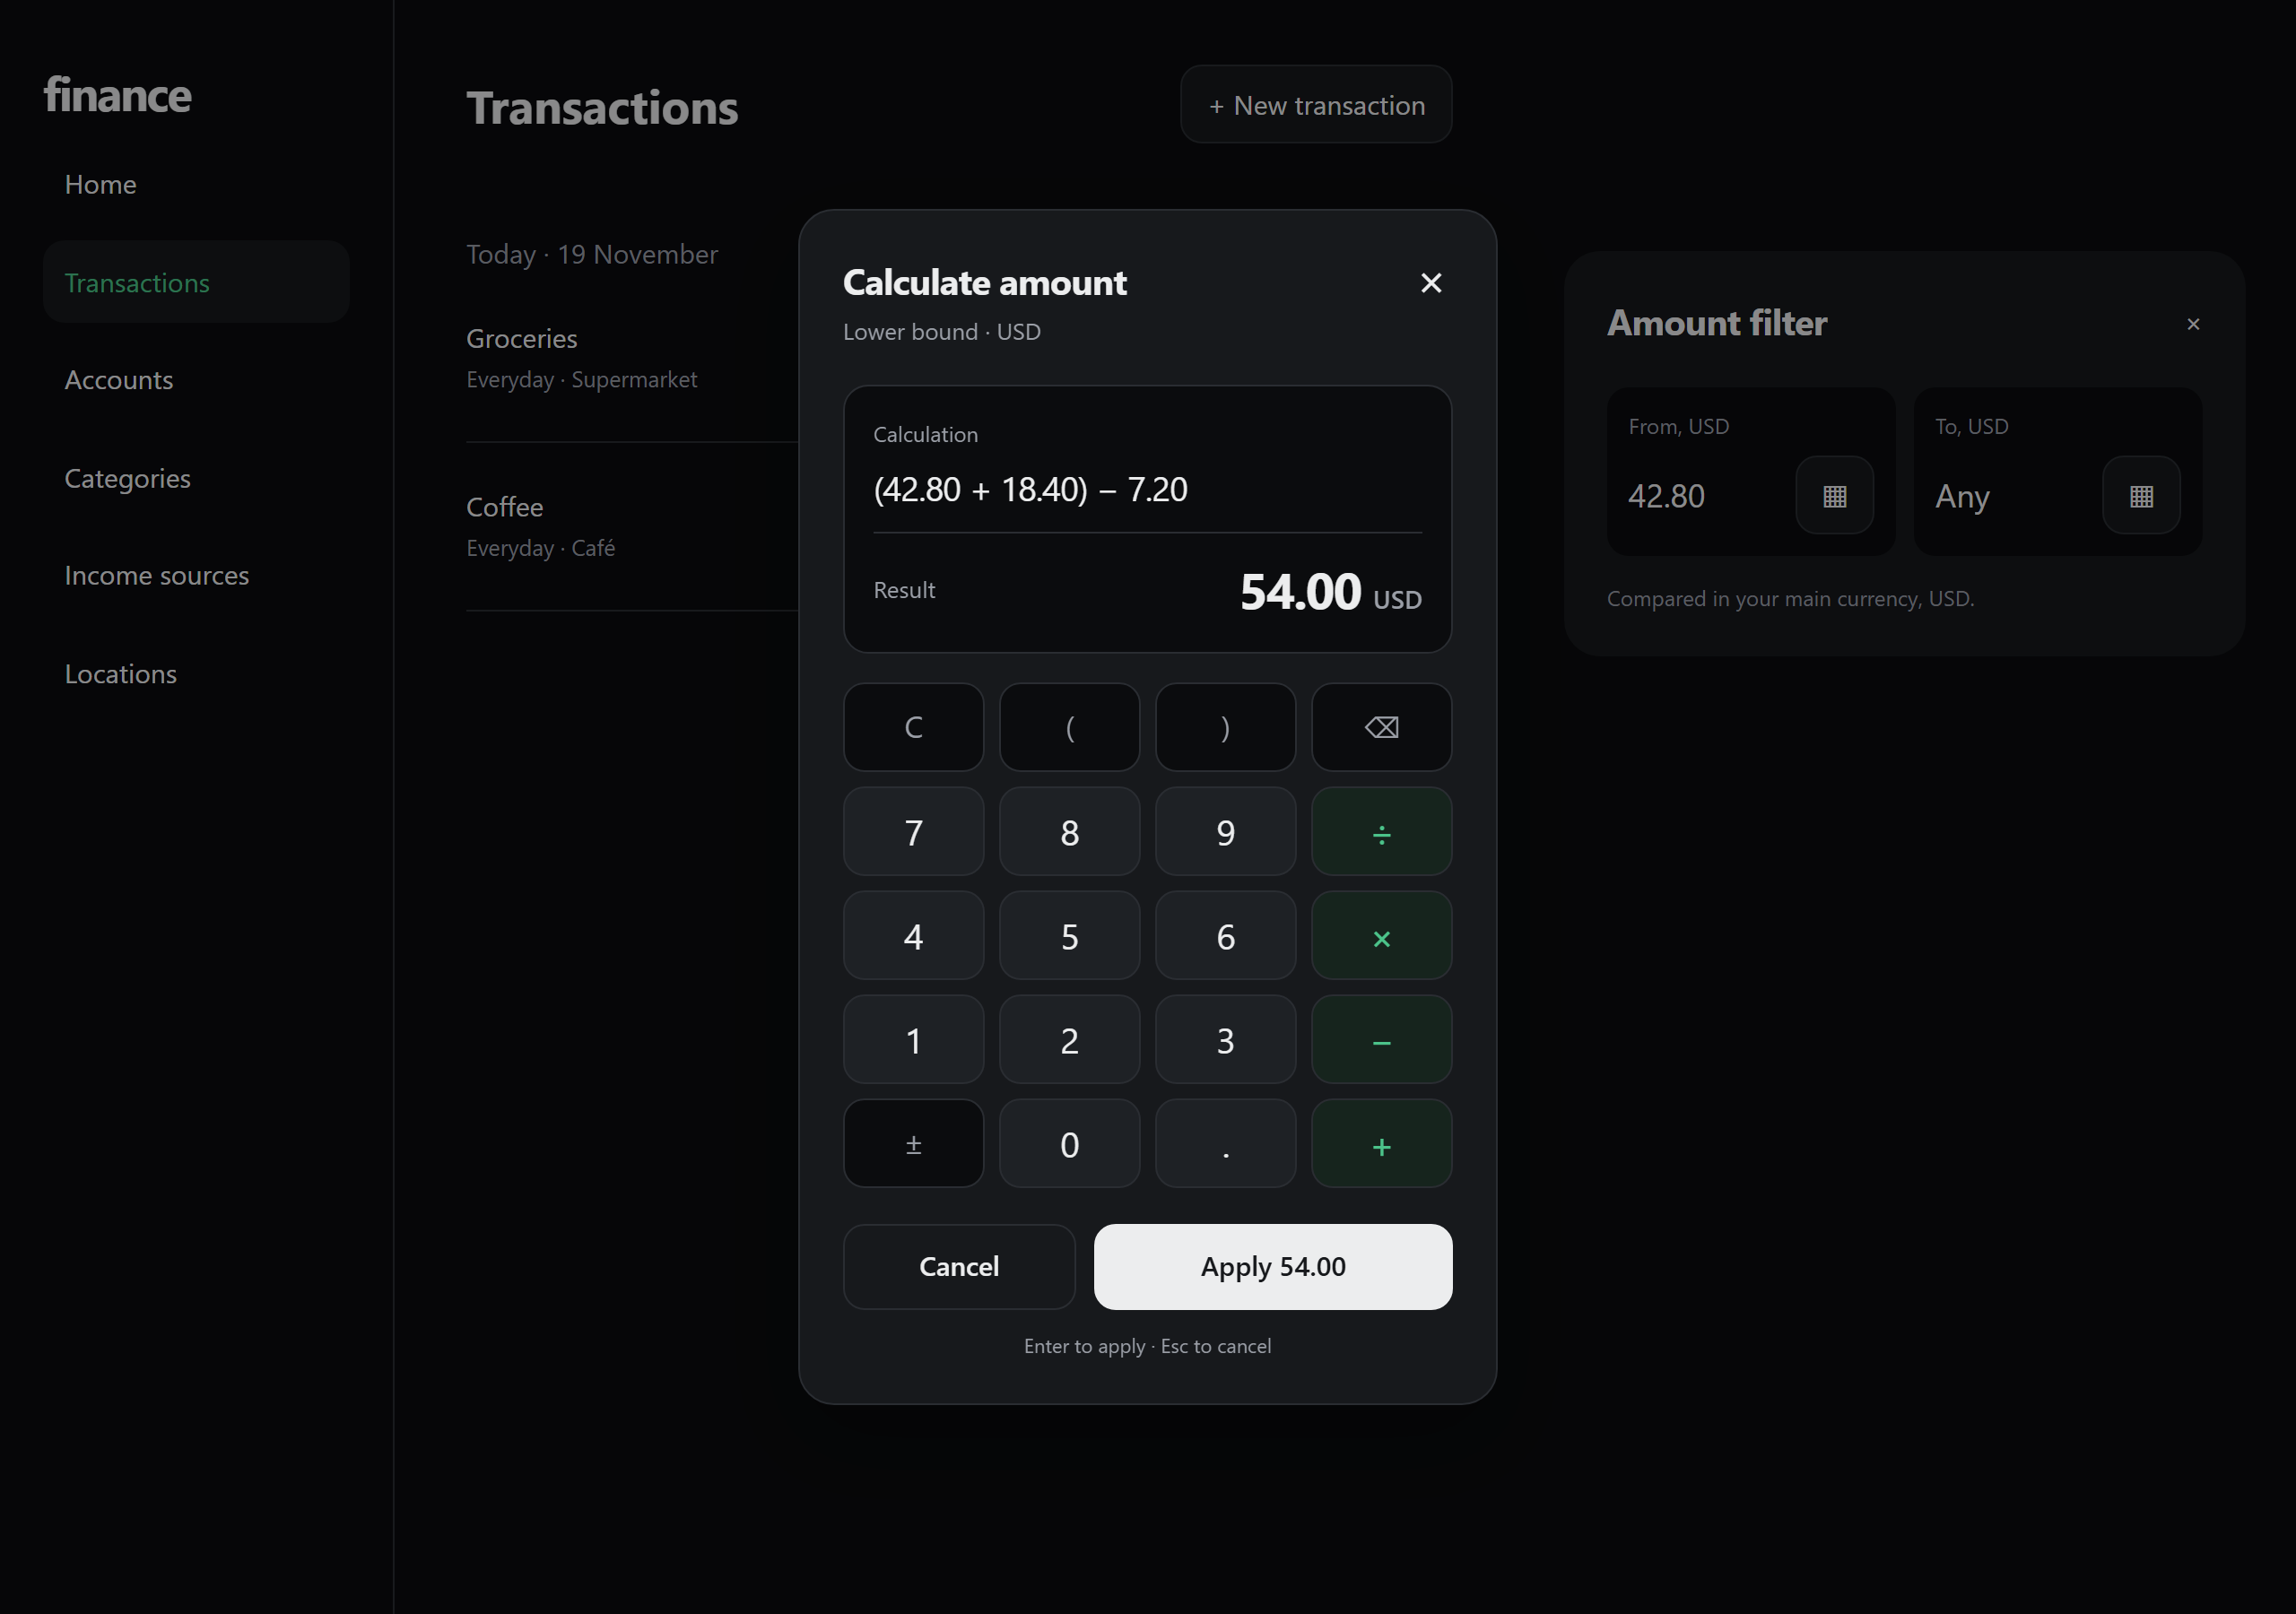 finance
Home
Transactions
Accounts
Categories
Income sources
Locations
Transactions
+ New transaction
Today · 19 November
Groceries
Everyday · Supermarket
Coffee
Everyday · Café
Calculate amount
×
Lower bound · USD
Calculation
(42.80 + 18.40) − 7.20
Result 54.00 USD
C ( ) ⌫
7 8 9 ÷
4 5 6 ×
1 2 3 −
± 0 . +
Cancel Apply 54.00
Enter to apply · Esc to cancel
Amount filter ×
From, USD To, USD
42.80 ▦ Any ▦
Compared in your main currency, USD.